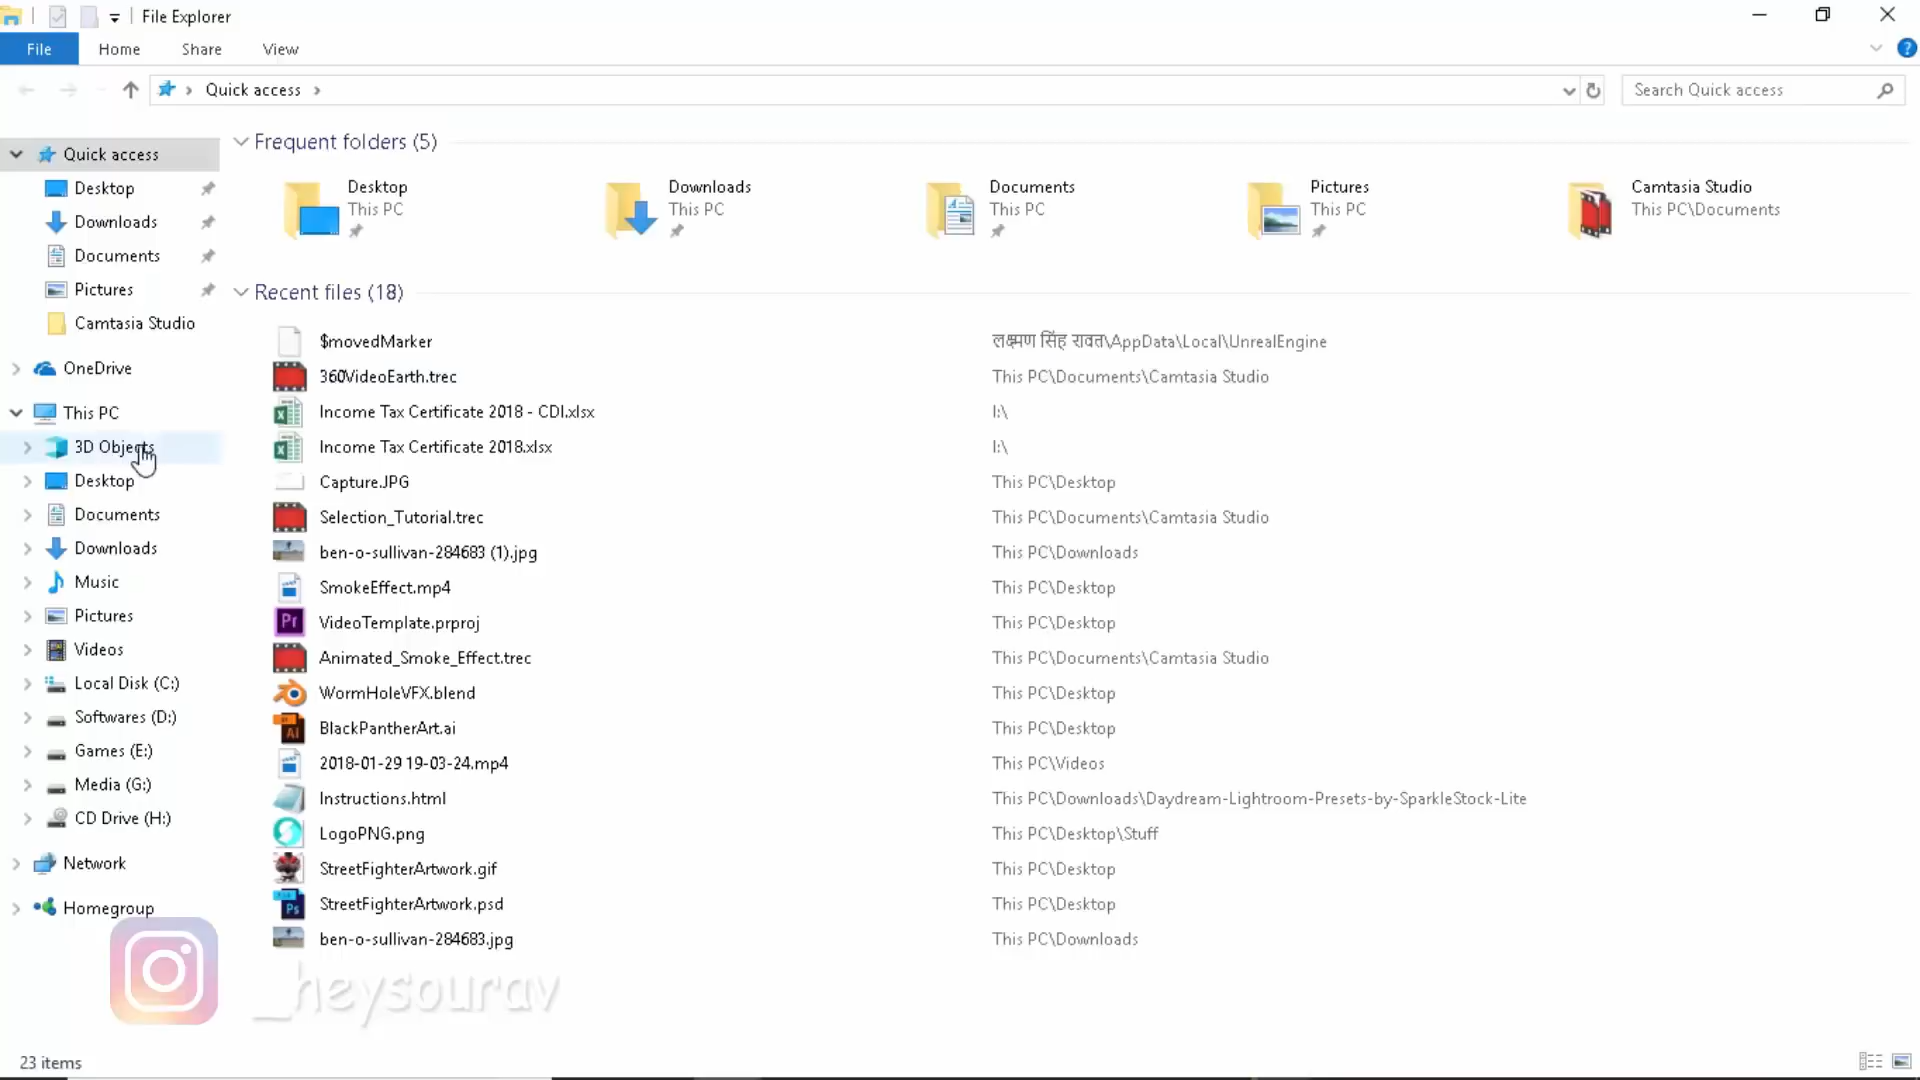 File Explorer
File Home Share View
Quick access
Search Quick access
Quick access
Desktop
Downloads
Documents
Pictures
Camtasia Studio
OneDrive
This PC
3D Objects
Desktop
Documents
Downloads
Music
Pictures
Videos
Local Disk (C:)
Softwares (D:)
Games (E:)
Media (G:)
CD Drive (H:)
Network
Homegroup
Frequent folders (5)
Desktop
This PC
Downloads
This PC
Documents
This PC
Pictures
This PC
Camtasia Studio
This PC\Documents
Recent files (18)
$movedMarker लक्ष्मण सिंह रावत\AppData\Local\UnrealEngine
360VideoEarth.trec This PC\Documents\Camtasia Studio
Income Tax Certificate 2018 - CDI.xlsx I:\
Income Tax Certificate 2018.xlsx I:\
Capture.JPG This PC\Desktop
Selection_Tutorial.trec This PC\Documents\Camtasia Studio
ben-o-sullivan-284683 (1).jpg This PC\Downloads
SmokeEffect.mp4 This PC\Desktop
Pr VideoTemplate.prproj This PC\Desktop
Animated_Smoke_Effect.trec This PC\Documents\Camtasia Studio
WormHoleVFX.blend This PC\Desktop
Ai BlackPantherArt.ai This PC\Desktop
2018-01-29 19-03-24.mp4 This PC\Videos
Instructions.html This PC\Downloads\Daydream-Lightroom-Presets-by-SparkleStock-Lite
LogoPNG.png This PC\Desktop\Stuff
StreetFighterArtwork.gif This PC\Desktop
Ps StreetFighterArtwork.psd This PC\Desktop
ben-o-sullivan-284683.jpg This PC\Downloads
_heysourav
23 items